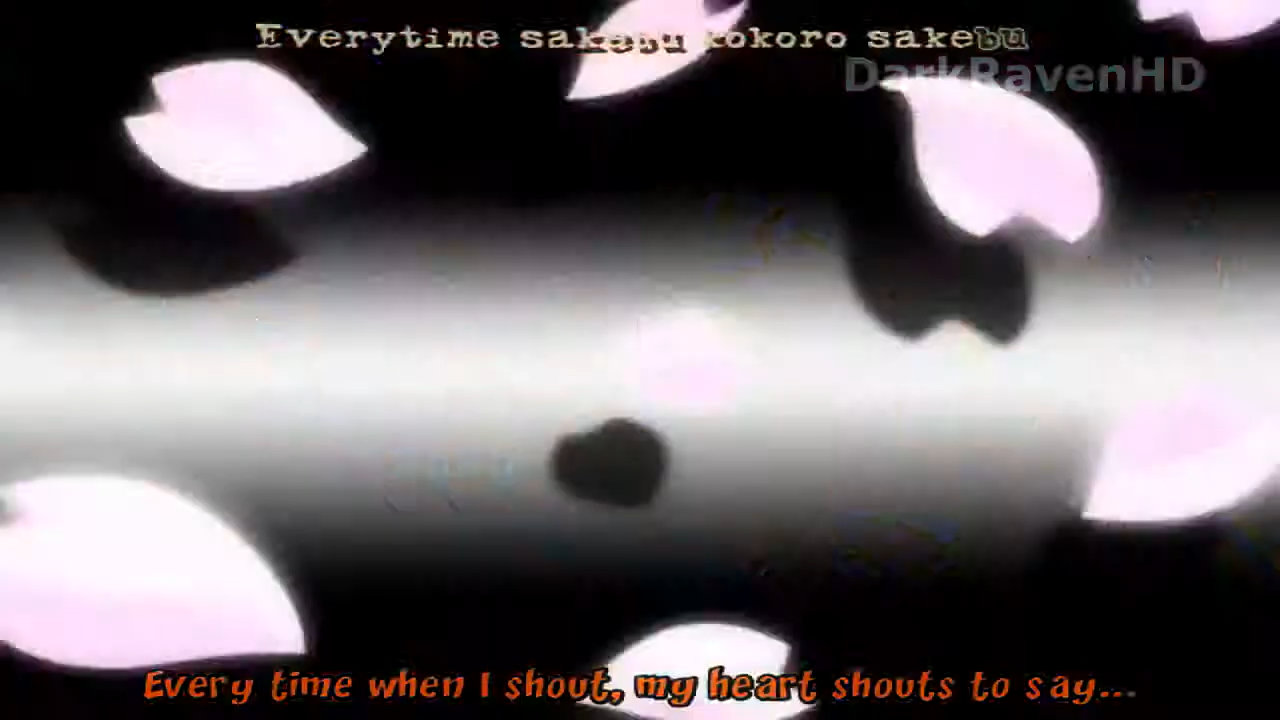 Everytime sakebu kokoro sakebu
DarkRavenHD
Every time when I shout, my heart shouts to say...